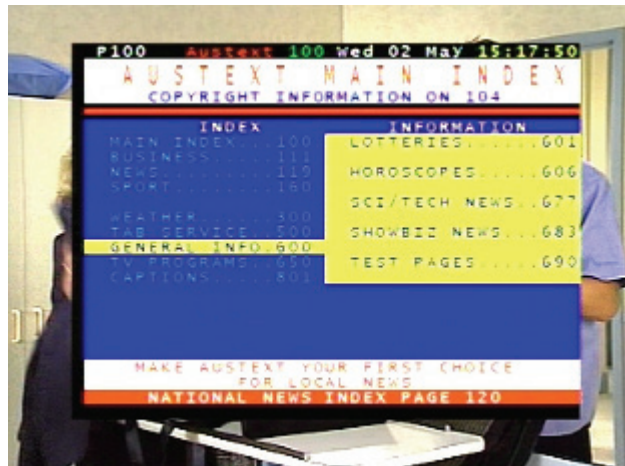 P100 Austext 100 Wed 02 May 15:17:50
AUSTEXT MAIN INDEX
COPYRIGHT INFORMATION ON 104
INDEX INFORMATION
MAIN INDEX...100 LOTTERIES......601
BUSINESS.....111
NEWS.........119 HOROSCOPES.....606
SPORT........160
SCI/TECH NEWS..677
WEATHER......300
TAB SERVICE..500 SHOWBIZ NEWS...683
GENERAL INFO.600
TV PROGRAMS..650 TEST PAGES.....690
CAPTIONS.....801
MAKE AUSTEXT YOUR FIRST CHOICE
FOR LOCAL NEWS
NATIONAL NEWS INDEX PAGE 120